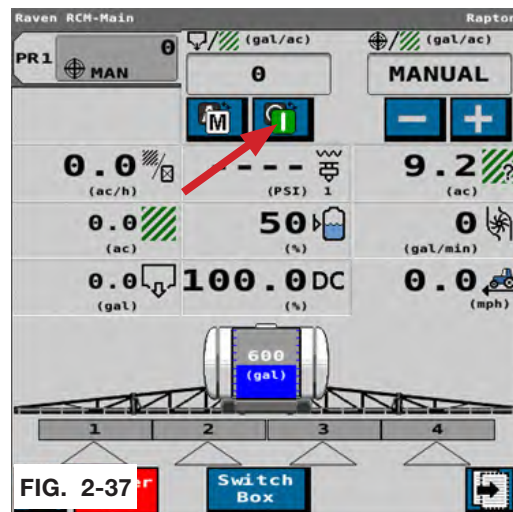 Raven RCM-Main Raptor
PR1 0 MAN
(gal/ac) (gal/ac)
0 MANUAL
M I − +
0.0 (ac/h) ---- (PSI) 1 9.2 ? (ac)
0.0 (ac) 50 (%) 0 (gal/min)
0.0 (gal) 100.0 DC (%) 0.0 (mph)
600
(gal)
1 2 3 4
FIG. 2-37 Switch
Box